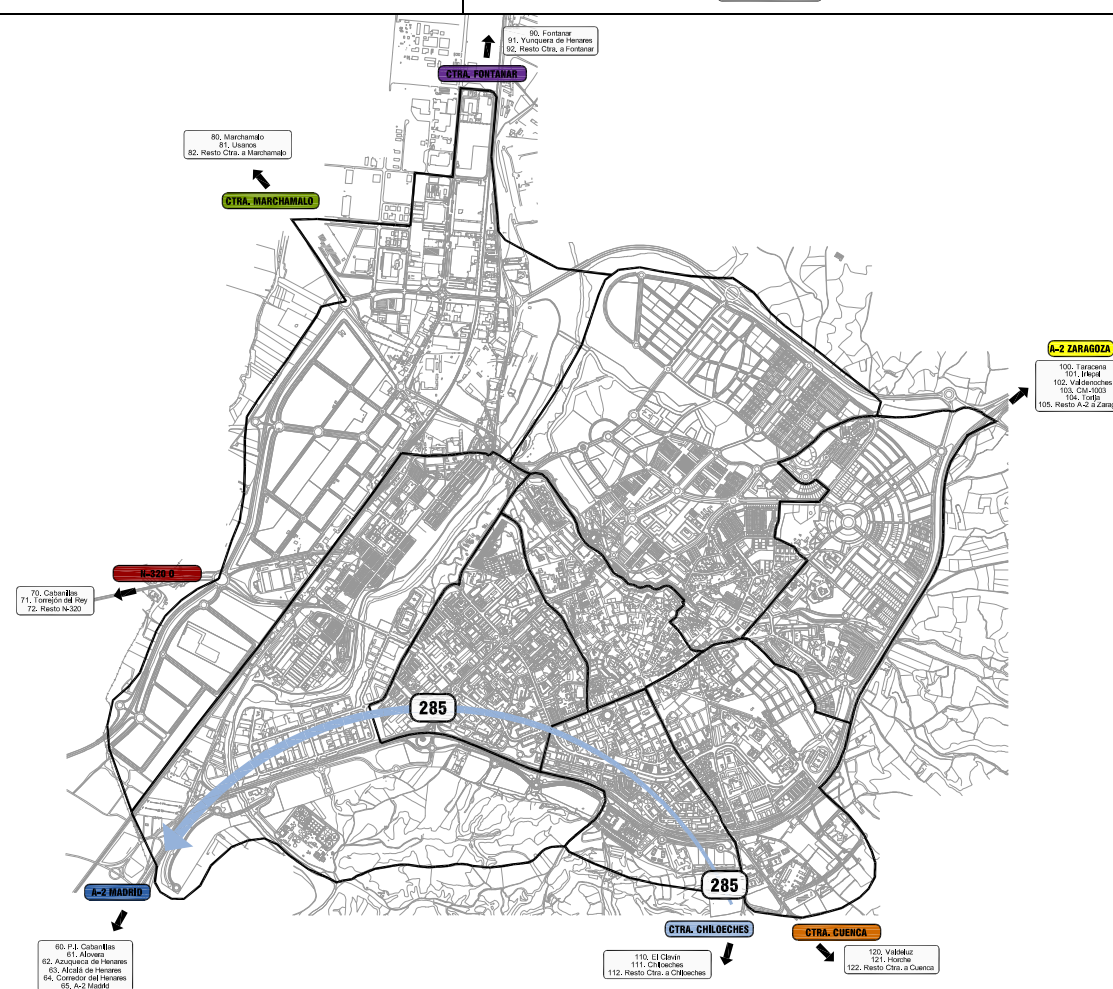 90. Fontanar
91. Yunquera de Henares
92. Resto Ctra. a Fontanar
CTRA. FONTANAR
80. Marchamalo
81. Usanos
82. Resto Ctra. a Marchamalo
CTRA. MARCHAMALO
A-2 ZARAGOZA
100. Taracena
101. Iriepal
102. Valdenoches
103. CM-1003
104. Torija
105. Resto A-2 a Zarag
N-320 O
70. Cabanillas
71. Torrejón del Rey
72. Resto N-320
285
285
A-2 MADRID
60. P.I. Cabanillas
61. Alovera
62. Azuqueca de Henares
63. Alcalá de Henares
64. Corredor del Henares
65. A-2 Madrid
CTRA. CHILOECHES
110. El Clavín
111. Chiloeches
112. Resto Ctra. a Chiloeches
CTRA. CUENCA
120. Valdeluz
121. Horche
122. Resto Ctra. a Cuenca